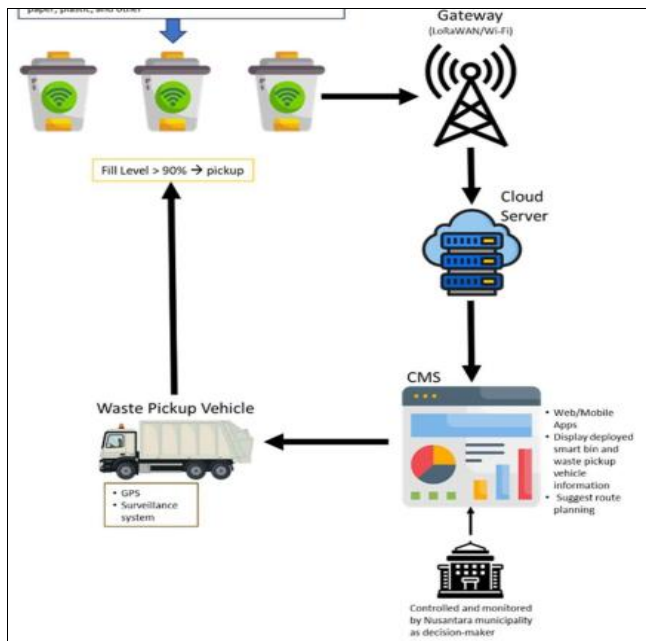 paper, plastic, and other
Gateway
(LoRaWAN/Wi-Fi)
Fill Level > 90% → pickup
Cloud
Server
CMS
• Web/Mobile
Apps
• Display deployed
smart bin and
waste pickup
vehicle
information
• Suggest route
planning
Waste Pickup Vehicle
• GPS
• Surveillance
system
Controlled and monitored
by Nusantara municipality
as decision-maker